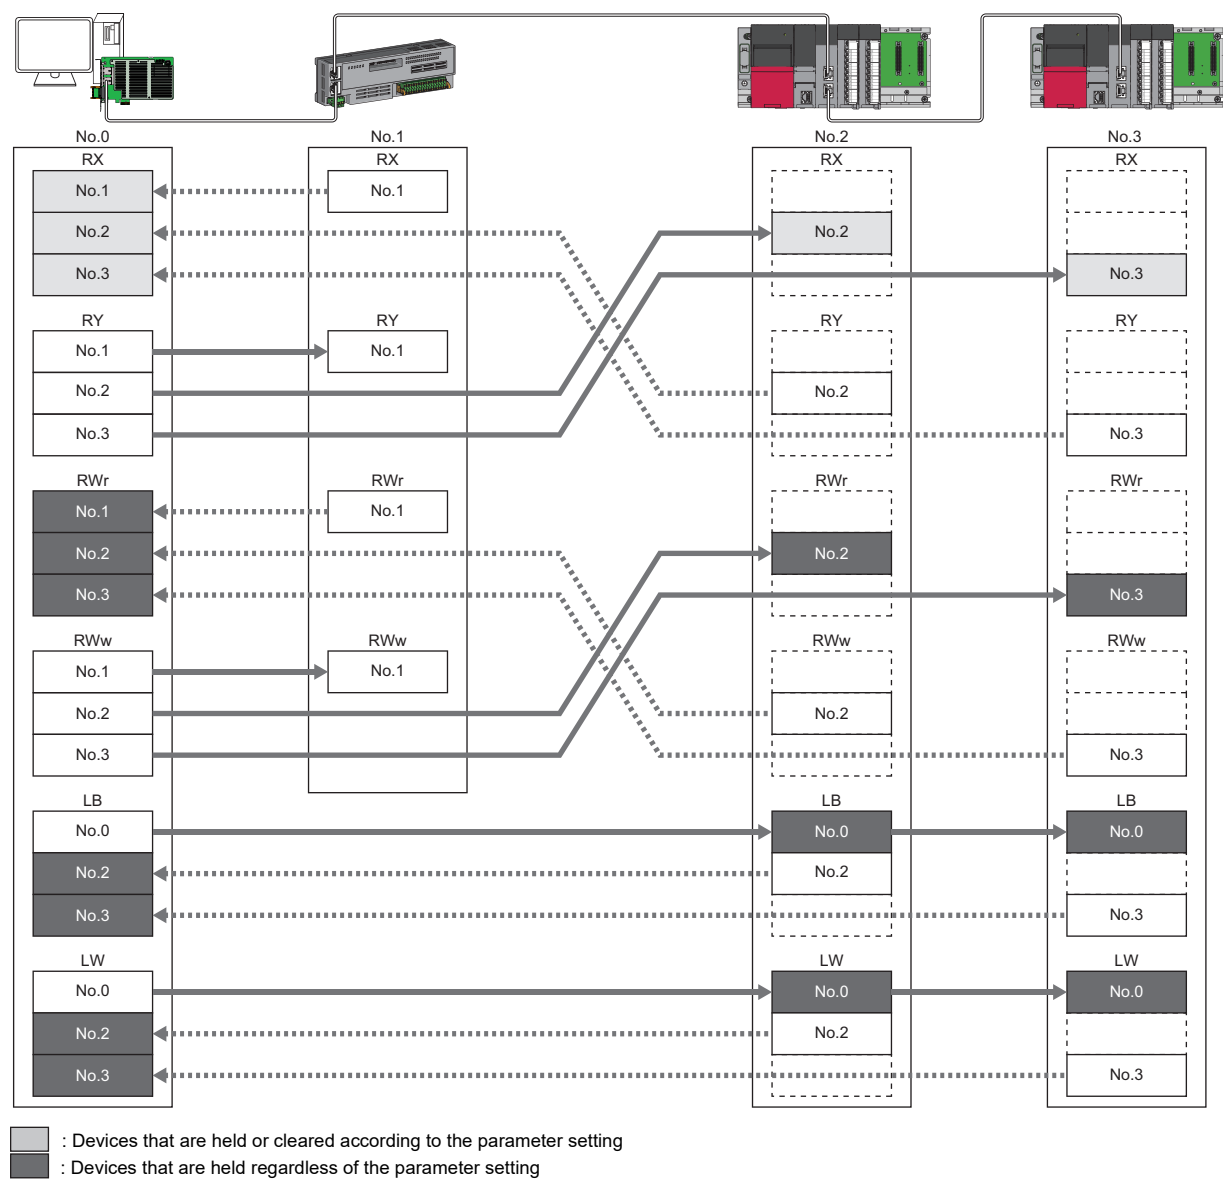 No.0 No.1 No.2 No.3
RX RX RX RX
No.1 No.1
No.2 No.2
No.3 No.3
RY RY RY RY
No.1 No.1
No.2 No.2
No.3 No.3
RWr RWr RWr RWr
No.1 No.1
No.2 No.2
No.3 No.3
RWw RWw RWw RWw
No.1 No.1
No.2 No.2
No.3 No.3
LB LB LB
No.0 No.0 No.0
No.2 No.2
No.3 No.3
LW LW LW
No.0 No.0 No.0
No.2 No.2
No.3 No.3
: Devices that are held or cleared according to the parameter setting
: Devices that are held regardless of the parameter setting